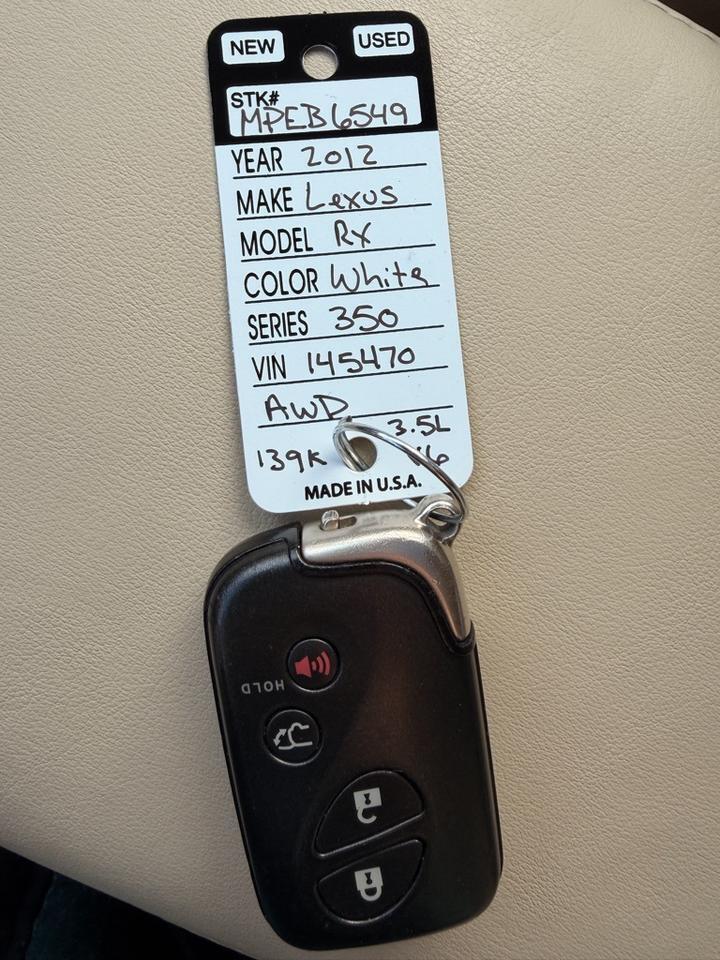 NEW USED
STK#
MPEB6549
YEAR 2012
MAKE Lexus
MODEL RX
COLOR White
SERIES 350
VIN 145470
AWD
3.5L
139K
MADE IN U.S.A.
HOLD